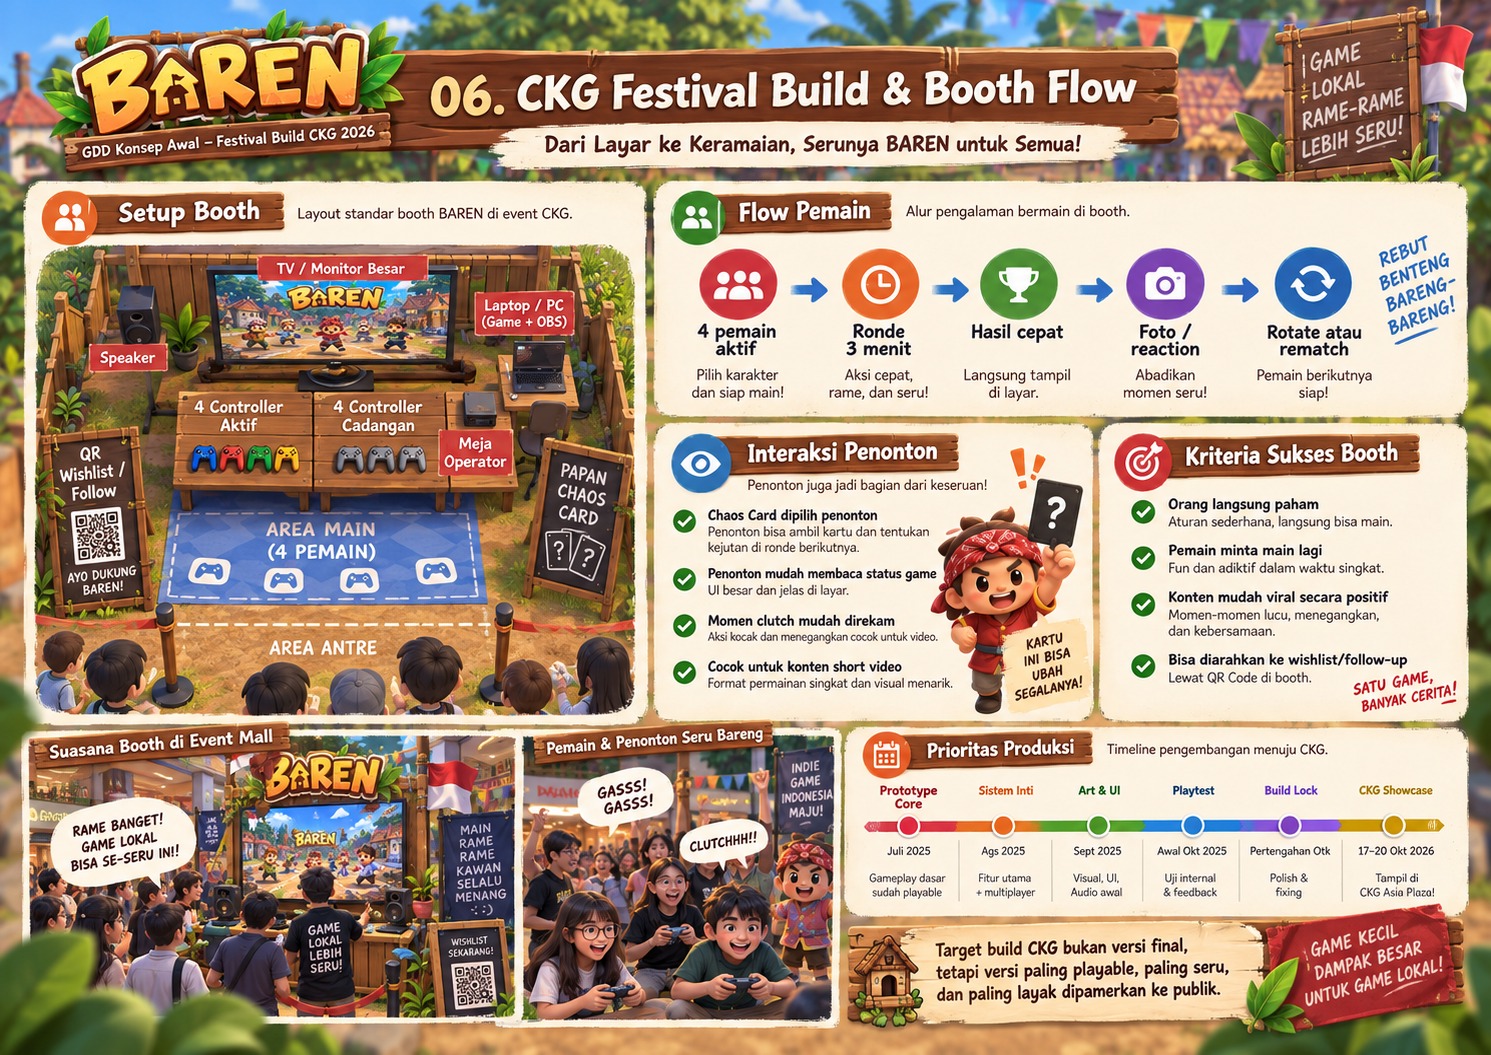 BAREN
GDD Konsep Awal – Festival Build CKG 2026
06. CKG Festival Build & Booth Flow
Dari Layar ke Keramaian, Serunya BAREN untuk Semua!
GAME
LOKAL
RAME-RAME
LEBIH SERU!
Setup Booth
Layout standar booth BAREN di event CKG.
TV / Monitor Besar
BAREN
Laptop / PC
(Game + OBS)
Speaker
4 Controller
Aktif
4 Controller
Cadangan
Meja
Operator
QR
Wishlist /
Follow
AYO DUKUNG
BAREN!
PAPAN
CHAOS
CARD
? ?
AREA MAIN
(4 PEMAIN)
AREA ANTRE
Flow Pemain
Alur pengalaman bermain di booth.
4 pemain
aktif
Pilih karakter
dan siap main!
Ronde
3 menit
Aksi cepat,
rame, dan seru!
Hasil cepat
Langsung tampil
di layar.
Foto /
reaction
Abadikan
momen seru!
Rotate atau
rematch
Pemain berikutnya
siap!
REBUT
BENTENG
BARENG-
BARENG!
Interaksi Penonton
Penonton juga jadi bagian dari keseruan!
Chaos Card dipilih penonton
Penonton bisa ambil kartu dan tentukan
kejutan di ronde berikutnya.
Penonton mudah membaca status game
UI besar dan jelas di layar.
Momen clutch mudah direkam
Aksi kocak dan menegangkan cocok untuk video.
Cocok untuk konten short video
Format permainan singkat dan visual menarik.
!!
?
KARTU
INI BISA
UBAH
SEGALANYA!
Kriteria Sukses Booth
Orang langsung paham
Aturan sederhana, langsung bisa main.
Pemain minta main lagi
Fun dan adiktif dalam waktu singkat.
Konten mudah viral secara positif
Momen-momen lucu, menegangkan,
dan kebersamaan.
Bisa diarahkan ke wishlist/follow-up
Lewat QR Code di booth.
SATU GAME,
BANYAK CERITA!
Suasana Booth di Event Mall
BAREN
RAME BANGET!
GAME LOKAL
BISA SE-SERU INI!!
BAREN
MAIN
RAME
RAME
KAWAN
SELALU
MENANG
:-)
GAME
LOKAL
LEBIH
SERU!
WISHLIST
SEKARANG!
Pemain & Penonton Seru Bareng
GASSS!
GASSS!
CLUTCHHH!!
INDIE
GAME
INDONESIA
MAJU!
Prioritas Produksi
Timeline pengembangan menuju CKG.
Prototype
Core
Juli 2025
Gameplay dasar
sudah playable
Sistem Inti
Ags 2025
Fitur utama
+ multiplayer
Art & UI
Sept 2025
Visual, UI,
Audio awal
Playtest
Awal Okt 2025
Uji internal
& feedback
Build Lock
Pertengahan Otk
Polish &
fixing
CKG Showcase
17–20 Okt 2026
Tampil di
CKG Asia Plaza!
Target build CKG bukan versi final,
tetapi versi paling playable, paling seru,
dan paling layak dipamerkan ke publik.
GAME KECIL
DAMPAK BESAR
UNTUK GAME LOKAL!